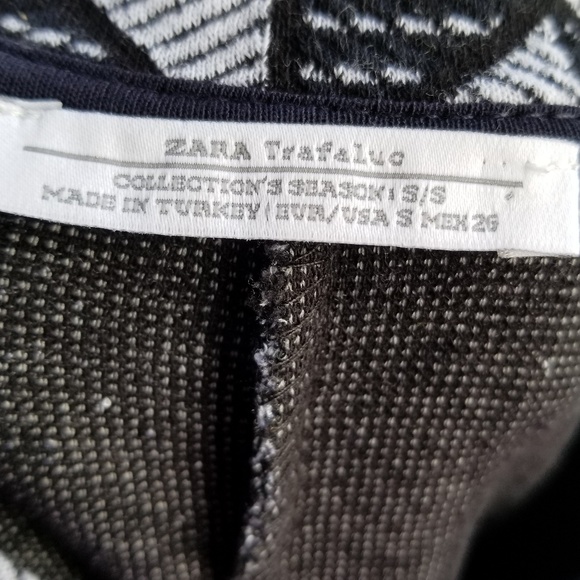 ZARA Trafaluc
COLLECTION'S SEASON: S/S
MADE IN TURKEY | EUR/USA S MEX 26